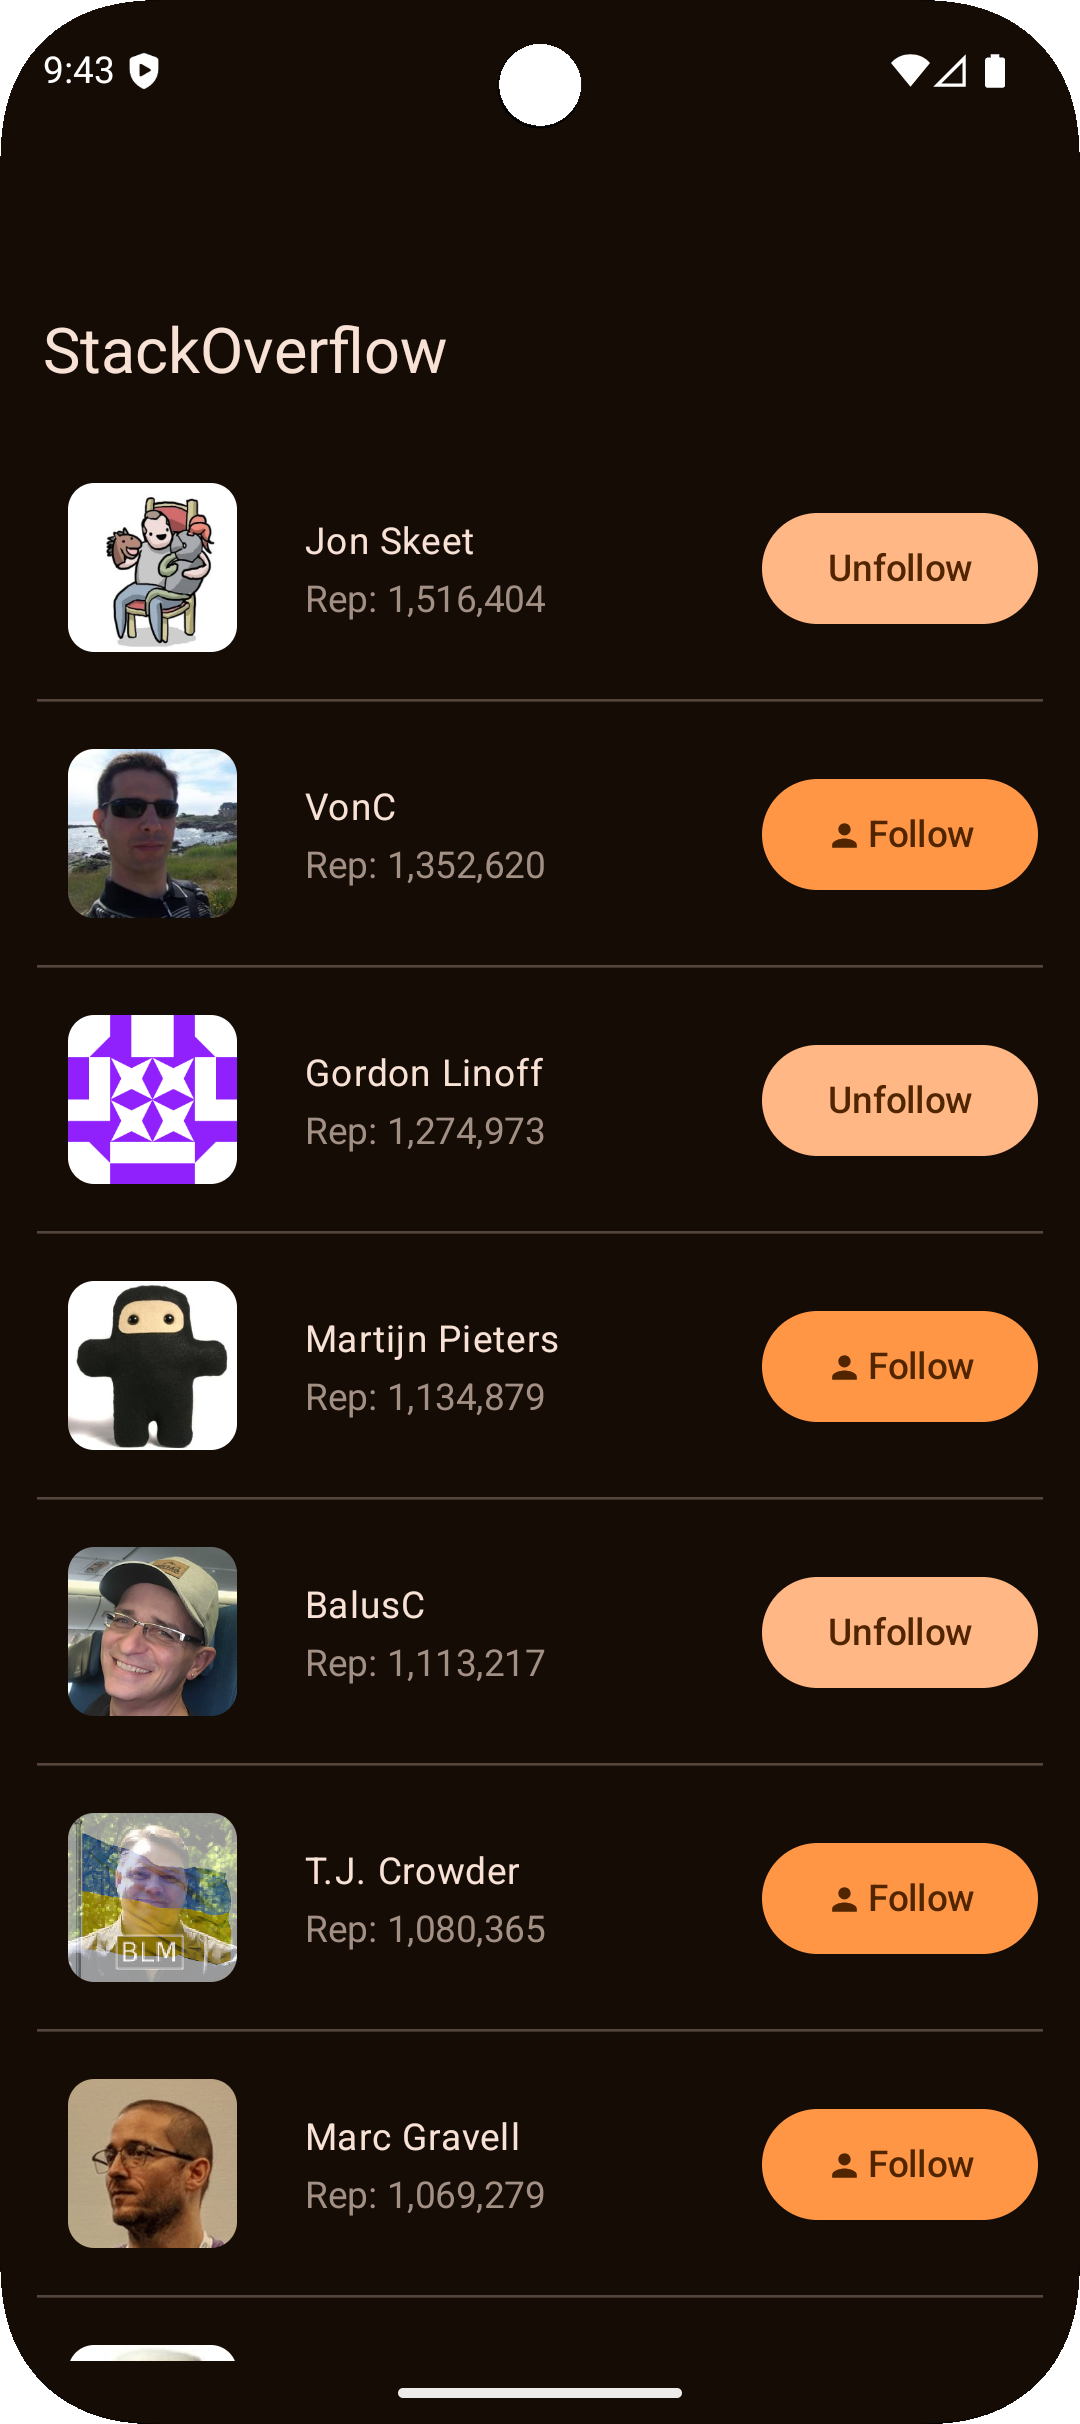 9:43
StackOverflow
Jon Skeet
Rep: 1,516,404
Unfollow
VonC
Rep: 1,352,620
Follow
Gordon Linoff
Rep: 1,274,973
Unfollow
Martijn Pieters
Rep: 1,134,879
Follow
BalusC
Rep: 1,113,217
Unfollow
T.J. Crowder
Rep: 1,080,365
Follow
BLM
Marc Gravell
Rep: 1,069,279
Follow